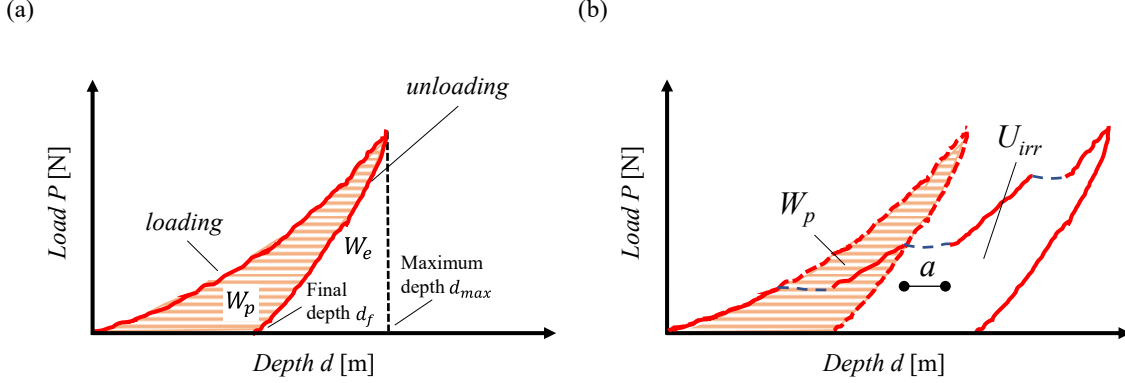 (a)
(b)
unloading
loading
Load P [N]
W_e
W_p
Final
depth d_f
Maximum
depth d_max
Depth d [m]
U_irr
W_p
a
Load P [N]
Depth d [m]